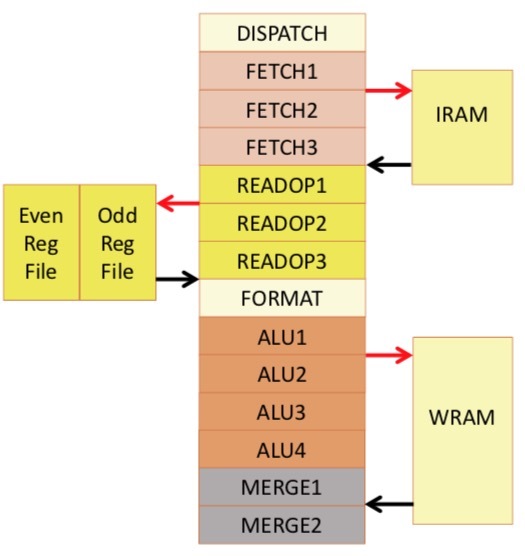 DISPATCH
FETCH1
FETCH2
FETCH3
IRAM
READOP1
READOP2
READOP3
Even
Reg
File
Odd
Reg
File
FORMAT
ALU1
ALU2
ALU3
ALU4
WRAM
MERGE1
MERGE2